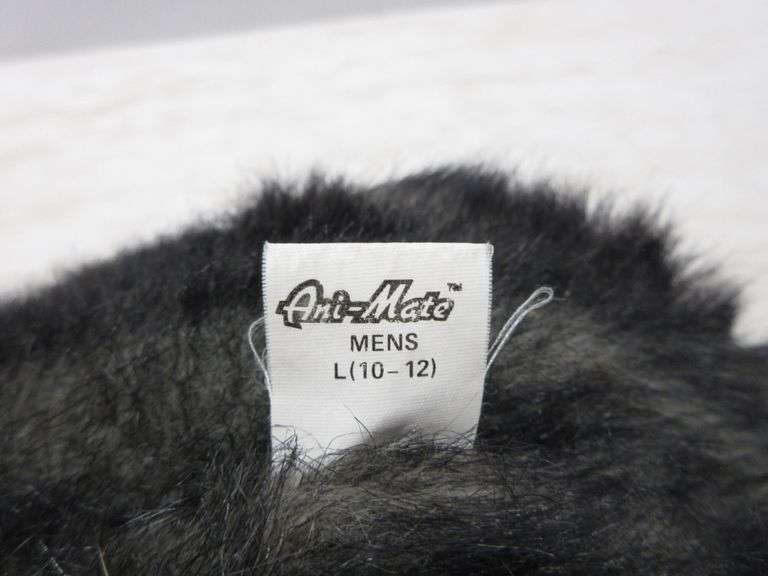 Ani-Mate™
MENS
L(10-12)